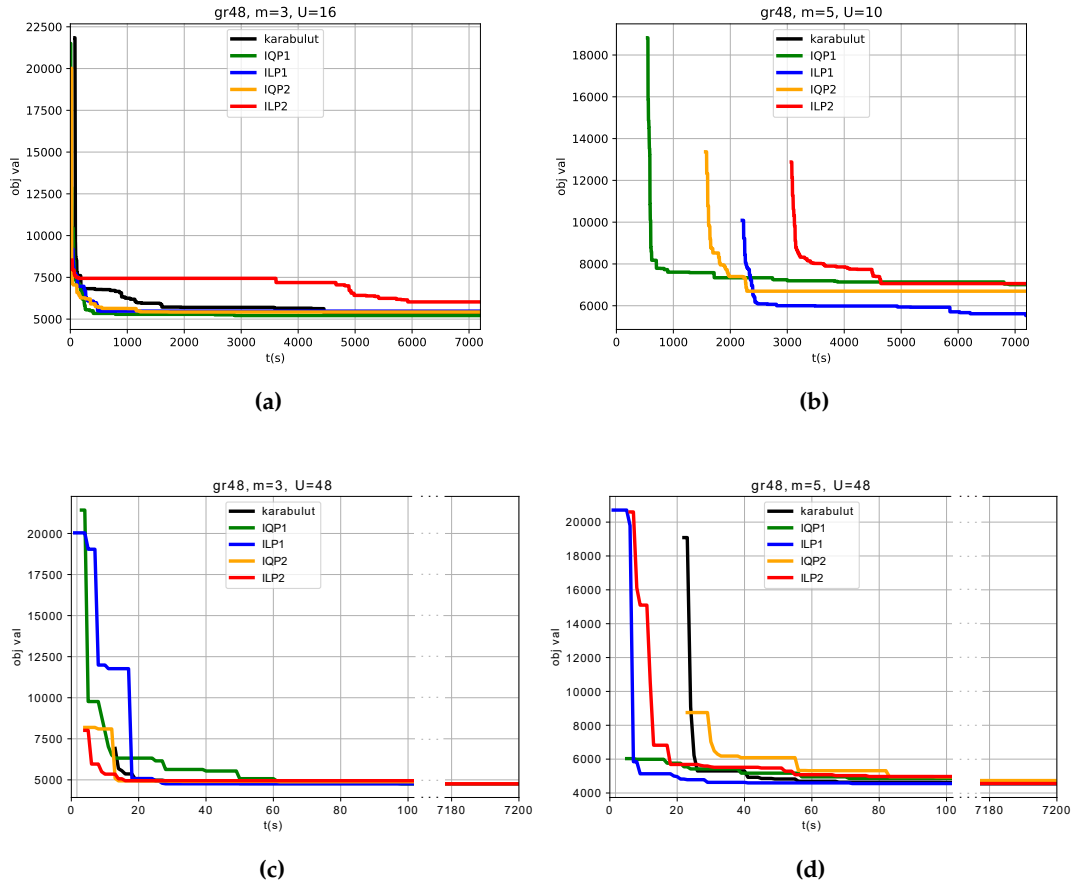 gr48, m=3, U=16
22500
20000
17500
15000
12500
10000
7500
5000
obj val
karabulut
IQP1
ILP1
IQP2
ILP2
0 1000 2000 3000 4000 5000 6000 7000
t(s)
(a)
gr48, m=5, U=10
18000
16000
14000
12000
10000
8000
6000
obj val
karabulut
IQP1
ILP1
IQP2
ILP2
0 1000 2000 3000 4000 5000 6000 7000
t(s)
(b)
gr48, m=3, U=48
20000
17500
15000
12500
10000
7500
5000
obj val
karabulut
IQP1
ILP1
IQP2
ILP2
0 20 40 60 80 100 7180 7200
t(s)
(c)
gr48, m=5, U=48
20000
18000
16000
14000
12000
10000
8000
6000
4000
obj val
karabulut
IQP1
ILP1
IQP2
ILP2
0 20 40 60 80 100 7180 7200
t(s)
(d)